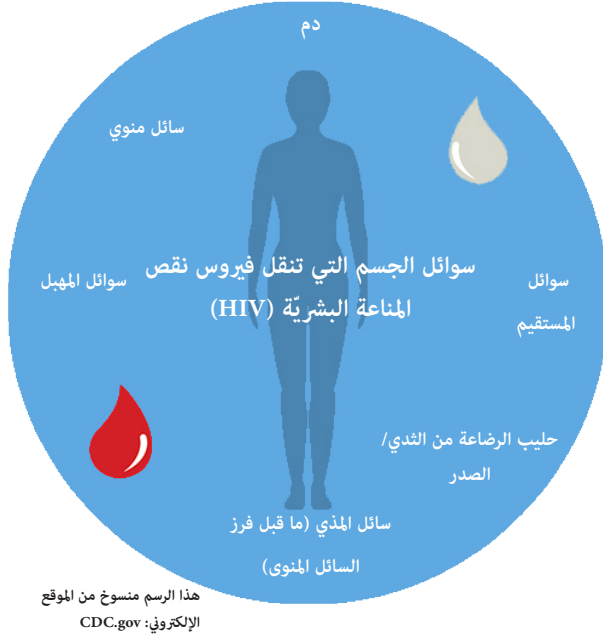 دم
سائل منوي
سوائل الجسم التي تنقل فيروس نقص
المناعة البشريّة (HIV)
سوائل المهبل
سوائل
المستقيم
حليب الرضاعة من الثدي/
الصدر
سائل المذي (ما قبل فرز
السائل المنوى)
هذا الرسم منسوخ من الموقع
الإلكتروني: CDC.gov